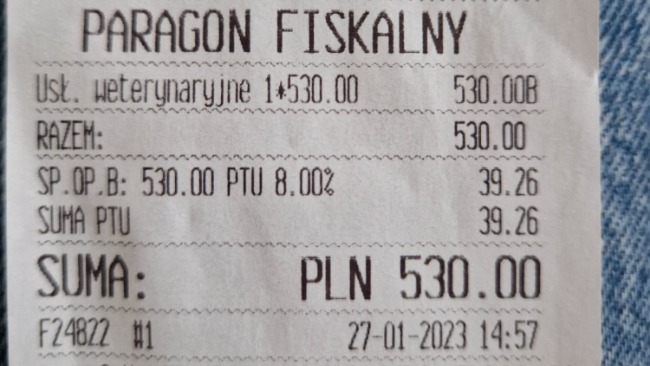 PARAGON FISKALNY
Usł. weterynaryjne 1*530.00 530.00B
RAZEM: 530.00
SP.OP.B: 530.00 PTU 8.00% 39.26
SUMA PTU 39.26
SUMA: PLN 530.00
F24822 #1 27-01-2023 14:57